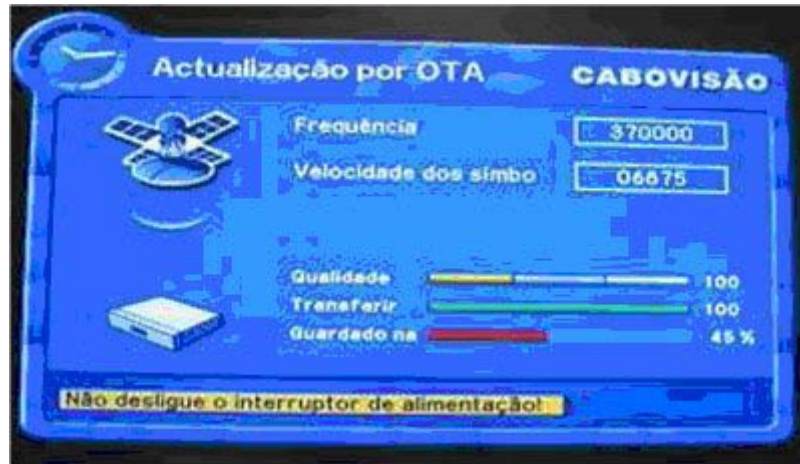 Actualização por OTA
CABOVISÃO
Frequência 370000
Velocidade dos simbo 06875
Qualidade 100
Transferir 100
Guardado na 45 %
Não desligue o interruptor de alimentação!